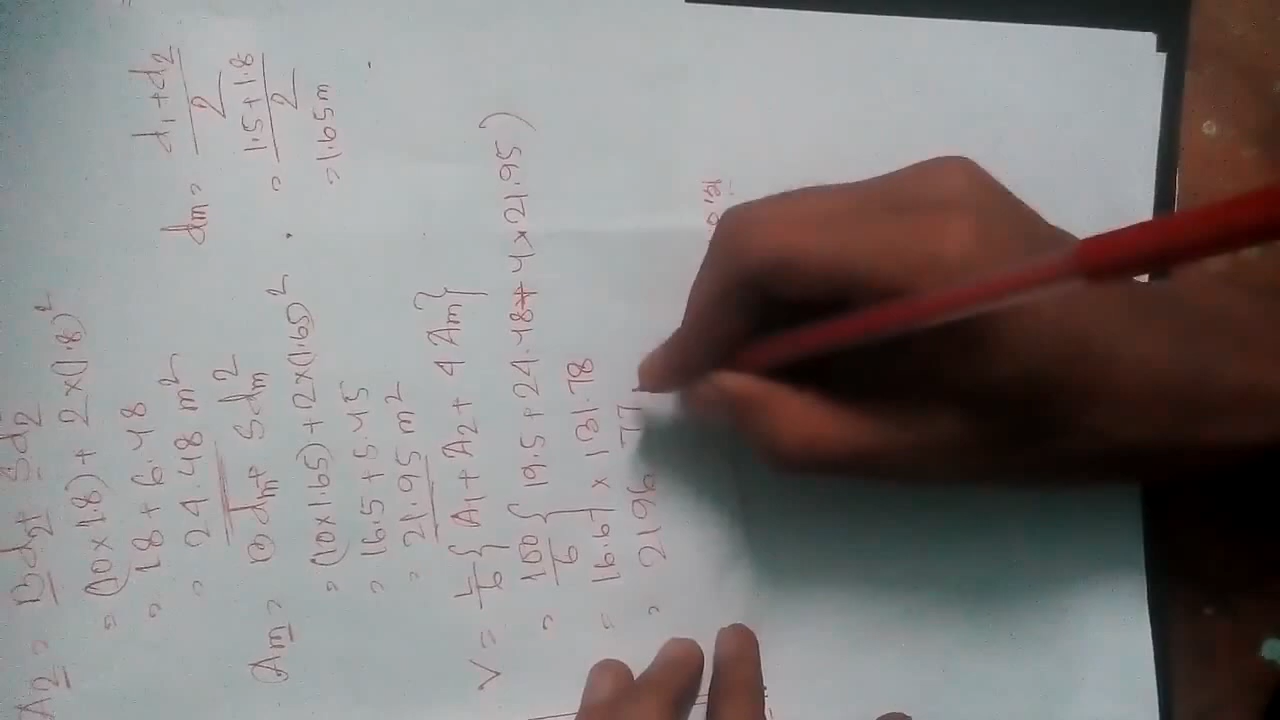 A2 = Bd2 + Sd2²
= (10×1.8) + 2×(1.8)²
= 18 + 6.48
= 24.48 m²
dm = d1+d2/2
= 1.5+1.8/2
= 1.65m
Am = Bdm + Sdm²
= (10×1.65) + 2×(1.65)²
= 16.5 + 5.45
= 21.95 m²
V = L/6 { A1 + A2 + 4 Am}
= 100/6 { 19.5 + 24.48 + 4×21.95)
= 16.67 × 131.78
= 2196 77